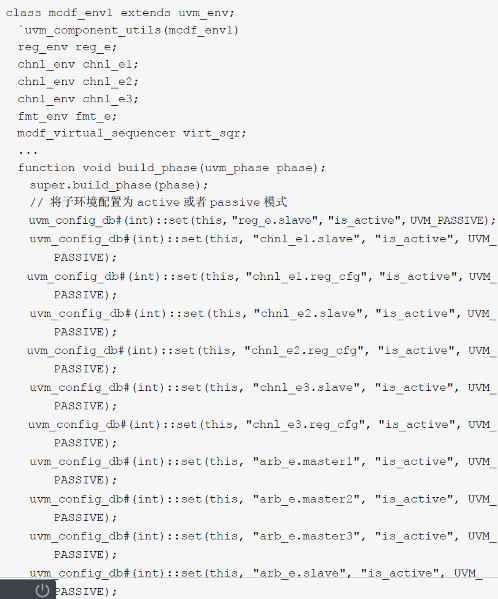 class mcdf_env1 extends uvm_env;
`uvm_component_utils(mcdf_env1)
reg_env reg_e;
chnl_env chnl_e1;
chnl_env chnl_e2;
chnl_env chnl_e3;
fmt_env fmt_e;
mcdf_virtual_sequencer virt_sqr;
...
function void build_phase(uvm_phase phase);
super.build_phase(phase);
// 将子环境配置为 active 或者 passive 模式
uvm_config_db#(int)::set(this, "reg_e.slave", "is_active", UVM_PASSIVE);
uvm_config_db#(int)::set(this, "chnl_e1.slave", "is_active", UVM_
PASSIVE);
uvm_config_db#(int)::set(this, "chnl_e1.reg_cfg", "is_active", UVM_
PASSIVE);
uvm_config_db#(int)::set(this, "chnl_e2.slave", "is_active", UVM_
PASSIVE);
uvm_config_db#(int)::set(this, "chnl_e2.reg_cfg", "is_active", UVM_
PASSIVE);
uvm_config_db#(int)::set(this, "chnl_e3.slave", "is_active", UVM_
PASSIVE);
uvm_config_db#(int)::set(this, "chnl_e3.reg_cfg", "is_active", UVM_
PASSIVE);
uvm_config_db#(int)::set(this, "arb_e.master1", "is_active", UVM_
PASSIVE);
uvm_config_db#(int)::set(this, "arb_e.master2", "is_active", UVM_
PASSIVE);
uvm_config_db#(int)::set(this, "arb_e.master3", "is_active", UVM_
PASSIVE);
uvm_config_db#(int)::set(this, "arb_e.slave", "is_active", UVM_
PASSIVE);